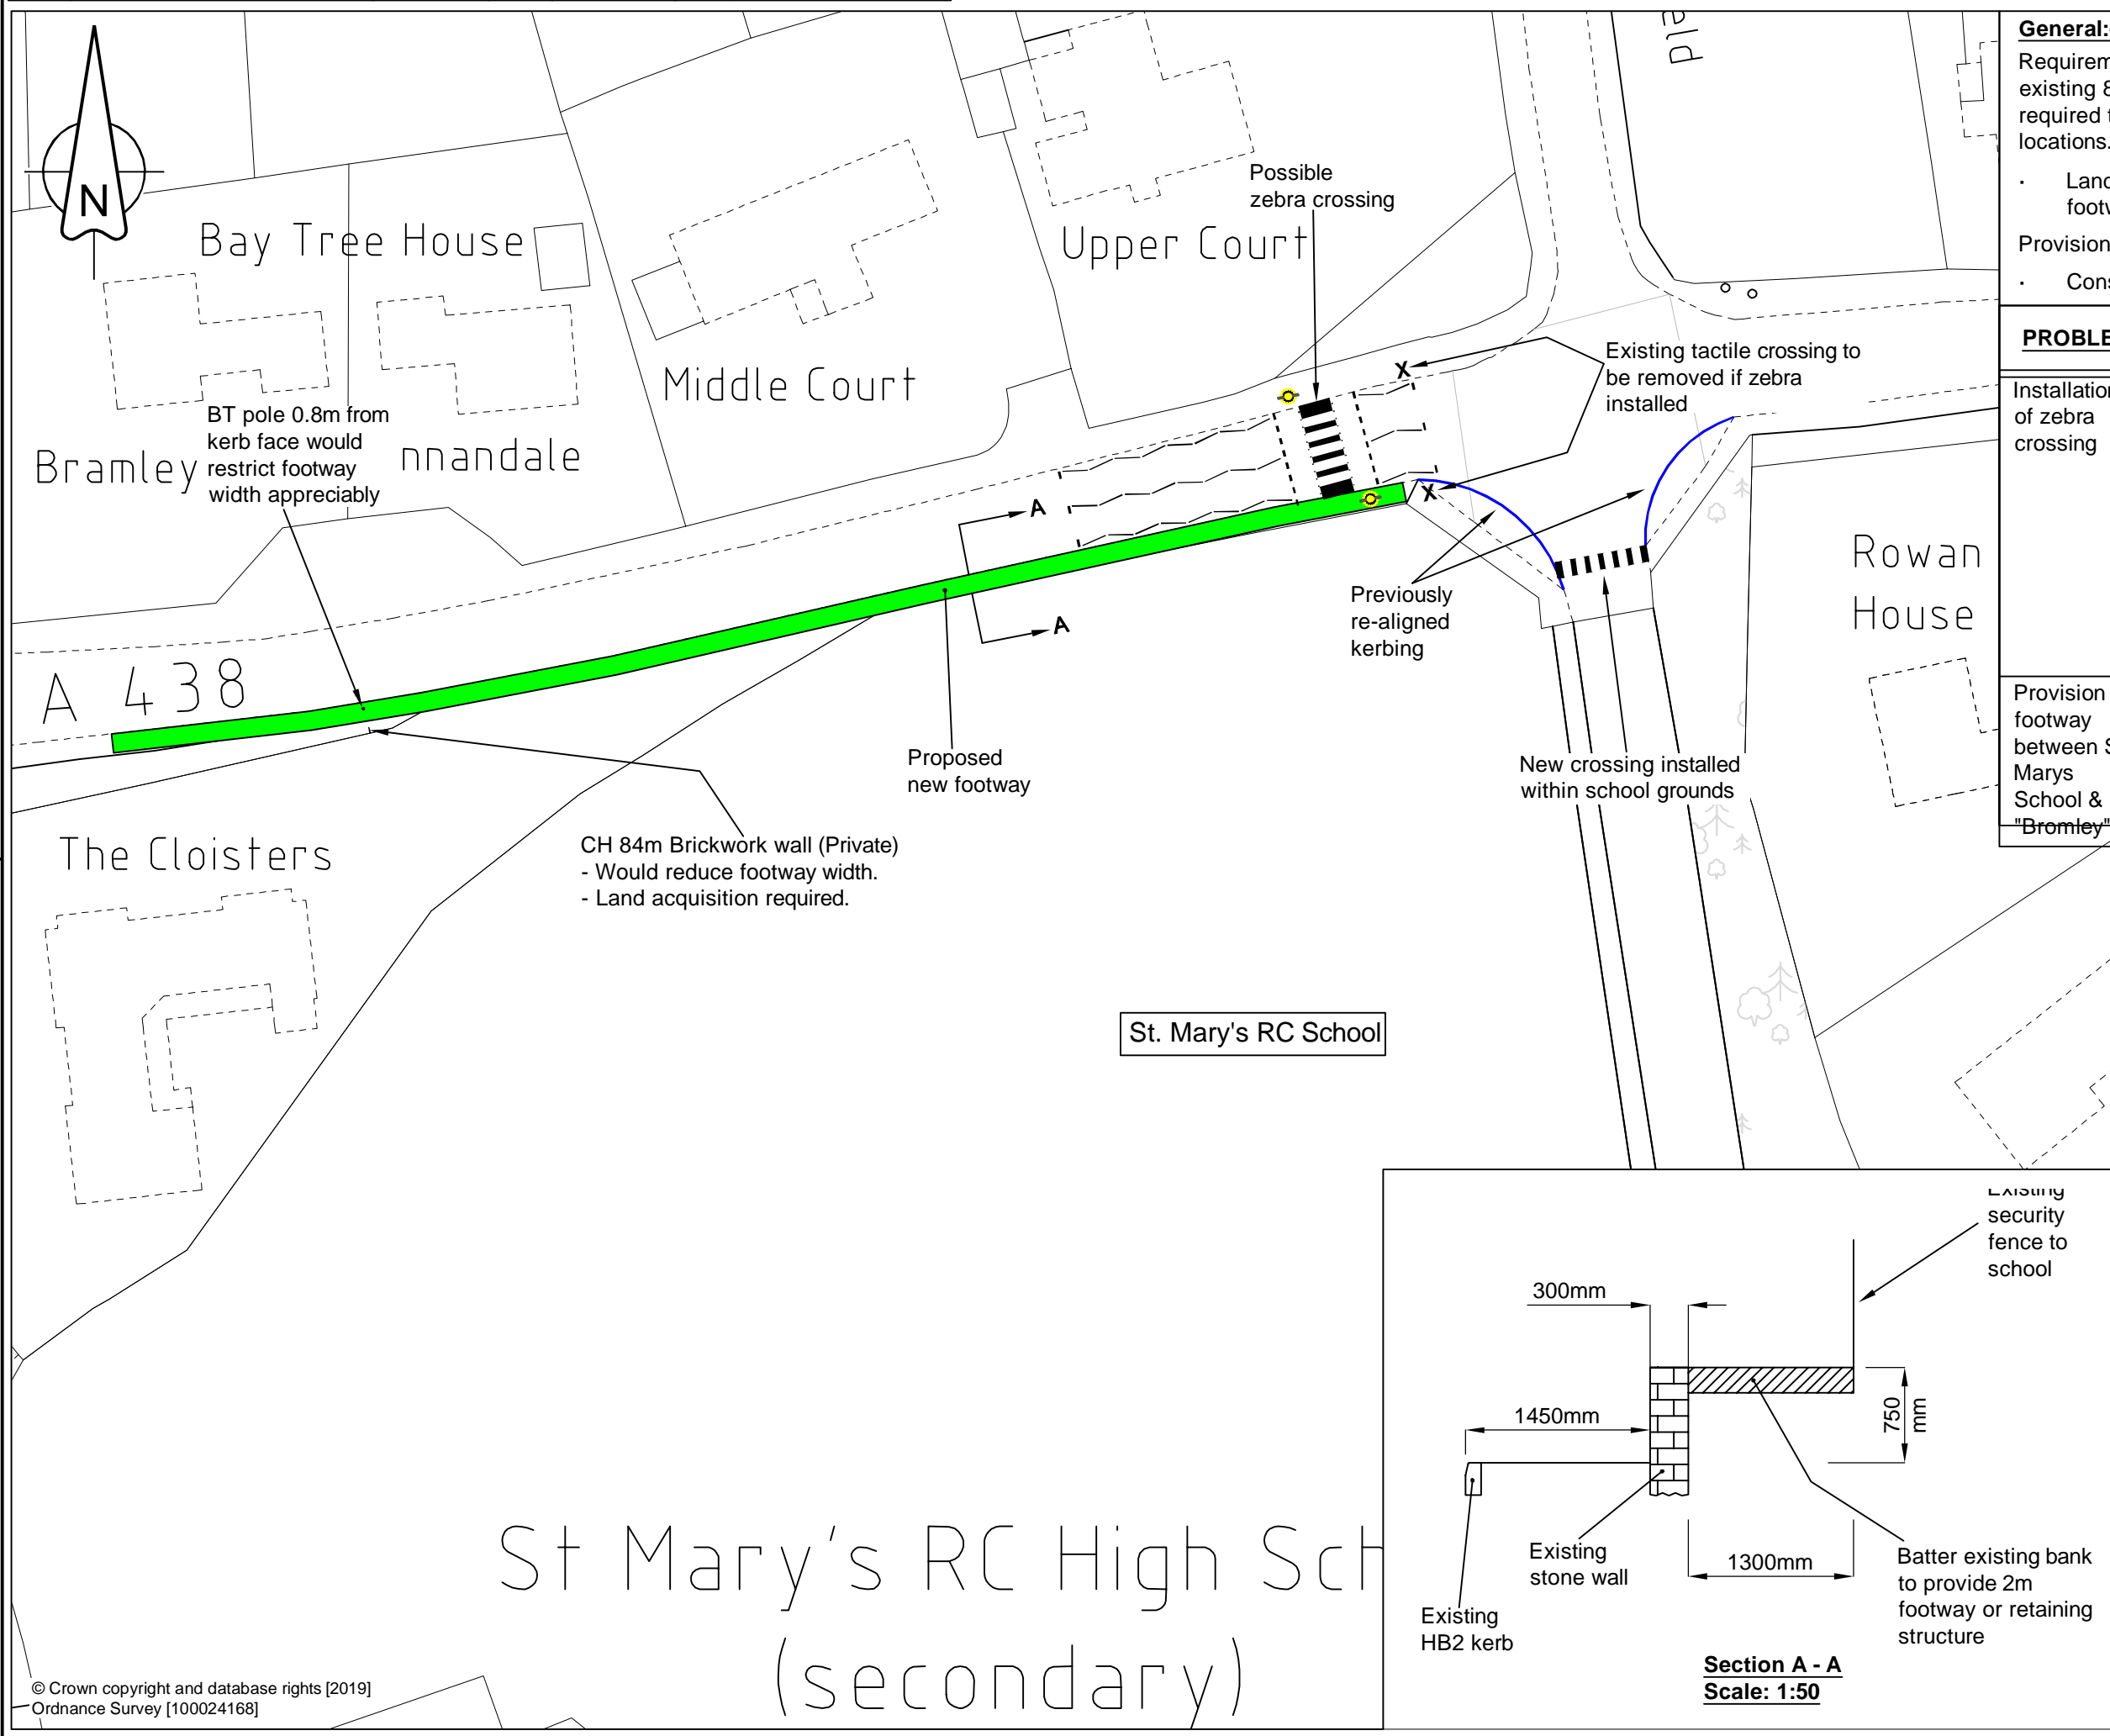 N
Bay Tree House
Bramley
nnandale
Middle Court
Upper Court
Possible
zebra crossing
BT pole 0.8m from
kerb face would
restrict footway
width appreciably
Existing tactile crossing to
be removed if zebra
installed
X
X
A
A
A 438
Previously
re-aligned
kerbing
Rowan
House
Proposed
new footway
New crossing installed
within school grounds
CH 84m Brickwork wall (Private)
- Would reduce footway width.
- Land acquisition required.
The Cloisters
St. Mary's RC School
St Mary's RC High Sch
(secondary)
© Crown copyright and database rights [2019]
Ordnance Survey [100024168]
General:
existing 8
locations.
Provision
PROBLE
of zebra
crossing
Provision
footway
between S
Marys
School &
"Bromley"
Existing
security
fence to
school
300mm
1450mm
750
mm
1300mm
Existing
stone wall
Existing
HB2 kerb
Batter existing bank
to provide 2m
footway or retaining
structure
Section A - A
Scale: 1:50